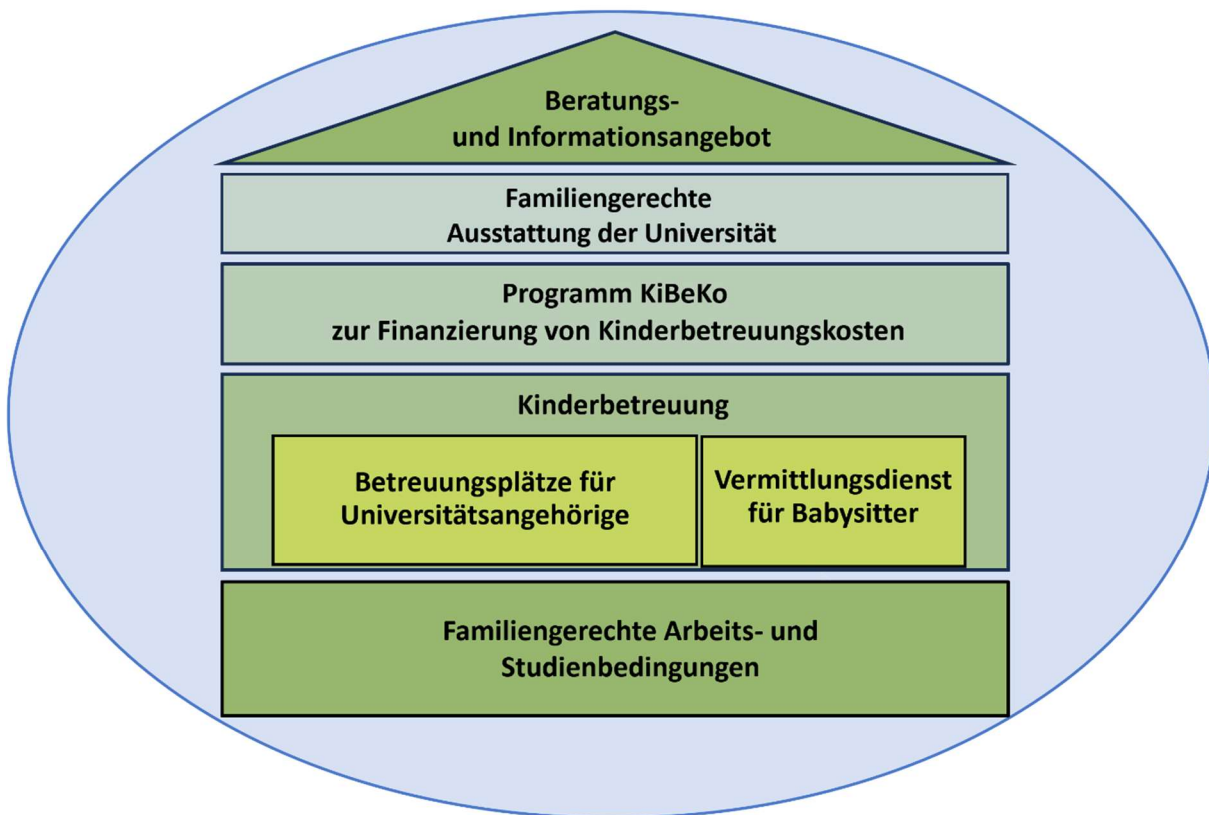 Beratungs-
und Informationsangebot
Familiengerechte
Ausstattung der Universität
Programm KiBeKo
zur Finanzierung von Kinderbetreuungskosten
Kinderbetreuung
Betreuungsplätze für
Universitätsangehörige
Vermittlungsdienst
für Babysitter
Familiengerechte Arbeits- und
Studienbedingungen